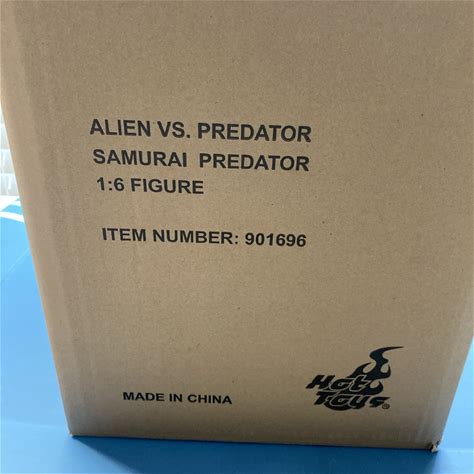 ALIEN VS. PREDATOR
SAMURAI PREDATOR
1:6 FIGURE
ITEM NUMBER: 901696
Hot
Toys®
MADE IN CHINA